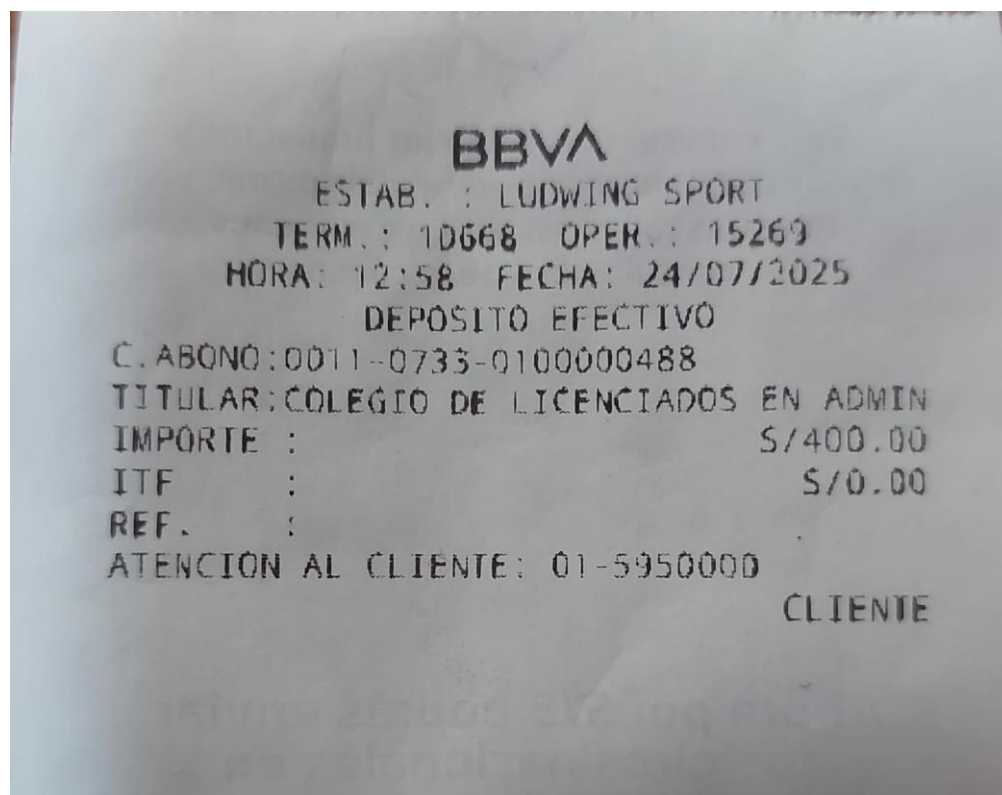 BBVA
ESTAB. : LUDWING SPORT
TERM.: 10668 OPER.: 15269
HORA: 12:58 FECHA: 24/07/2025
DEPOSITO EFECTIVO
C.ABONO:0011-0733-0100000488
TITULAR:COLEGIO DE LICENCIADOS EN ADMIN
IMPORTE : S/400.00
ITF : S/0.00
REF. :
ATENCION AL CLIENTE: 01-5950000
CLIENTE